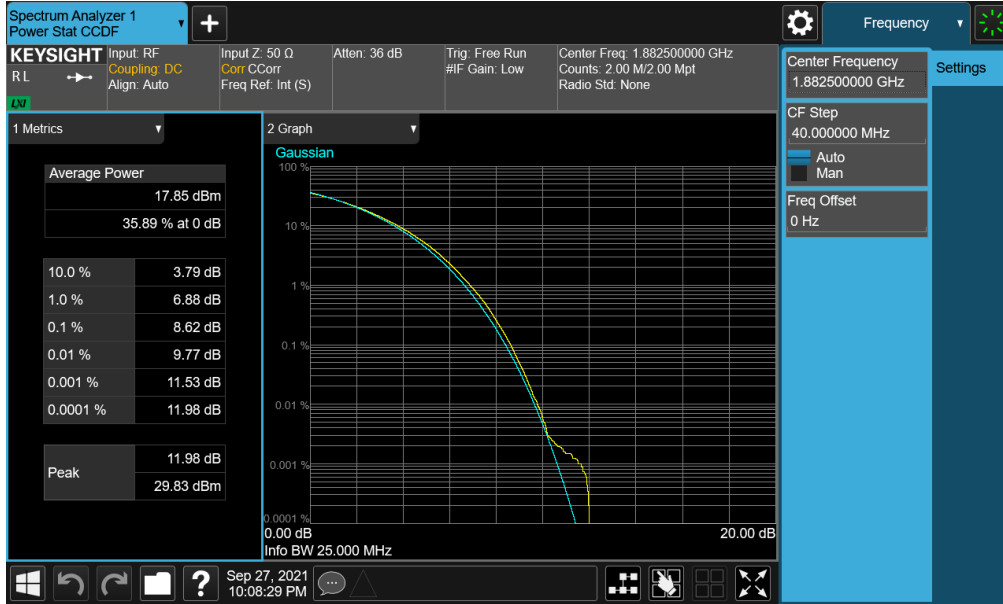 Spectrum Analyzer 1
Power Stat CCDF
Frequency
KEYSIGHT
RL
LXI
Input: RF
Coupling: DC
Align: Auto
Input Z: 50 Ω
Corr CCorr
Freq Ref: Int (S)
Atten: 36 dB
Trig: Free Run
#IF Gain: Low
Center Freq: 1.882500000 GHz
Counts: 2.00 M/2.00 Mpt
Radio Std: None
Center Frequency
1.882500000 GHz
Settings
CF Step
40.000000 MHz
Auto
Man
Freq Offset
0 Hz
1 Metrics
Average Power
17.85 dBm
35.89 % at 0 dB
10.0 % 3.79 dB
1.0 % 6.88 dB
0.1 % 8.62 dB
0.01 % 9.77 dB
0.001 % 11.53 dB
0.0001 % 11.98 dB
Peak
11.98 dB
29.83 dBm
2 Graph
Gaussian
100 %
10 %
1 %
0.1 %
0.01 %
0.001 %
0.0001 %
0.00 dB 20.00 dB
Info BW 25.000 MHz
?
Sep 27, 2021
10:08:29 PM